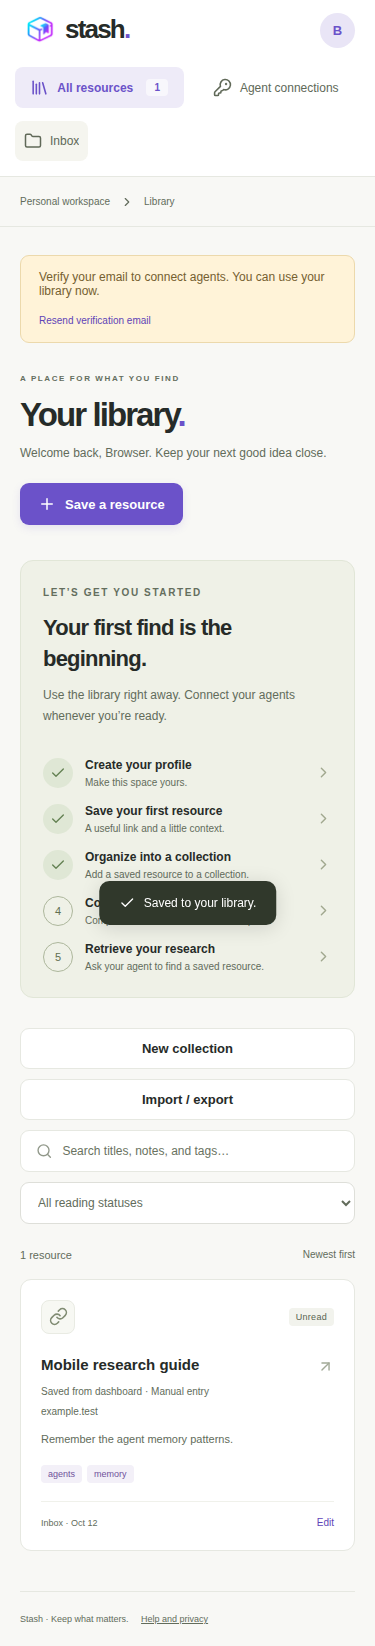 stash.
B
All resources 1
Agent connections
Inbox
Personal workspace > Library
Verify your email to connect agents. You can use your
library now.
Resend verification email
A PLACE FOR WHAT YOU FIND
Your library.
Welcome back, Browser. Keep your next good idea close.
+ Save a resource
LET'S GET YOU STARTED
Your first find is the
beginning.
Use the library right away. Connect your agents
whenever you're ready.
Create your profile
Make this space yours.
Save your first resource
A useful link and a little context.
Organize into a collection
Add a saved resource to a collection.
4
Saved to your library.
5 Retrieve your research
Ask your agent to find a saved resource.
New collection
Import / export
Search titles, notes, and tags…
All reading statuses
1 resource
Newest first
Unread
Mobile research guide
Saved from dashboard · Manual entry
example.test
Remember the agent memory patterns.
agents memory
Inbox · Oct 12
Edit
Stash · Keep what matters. Help and privacy